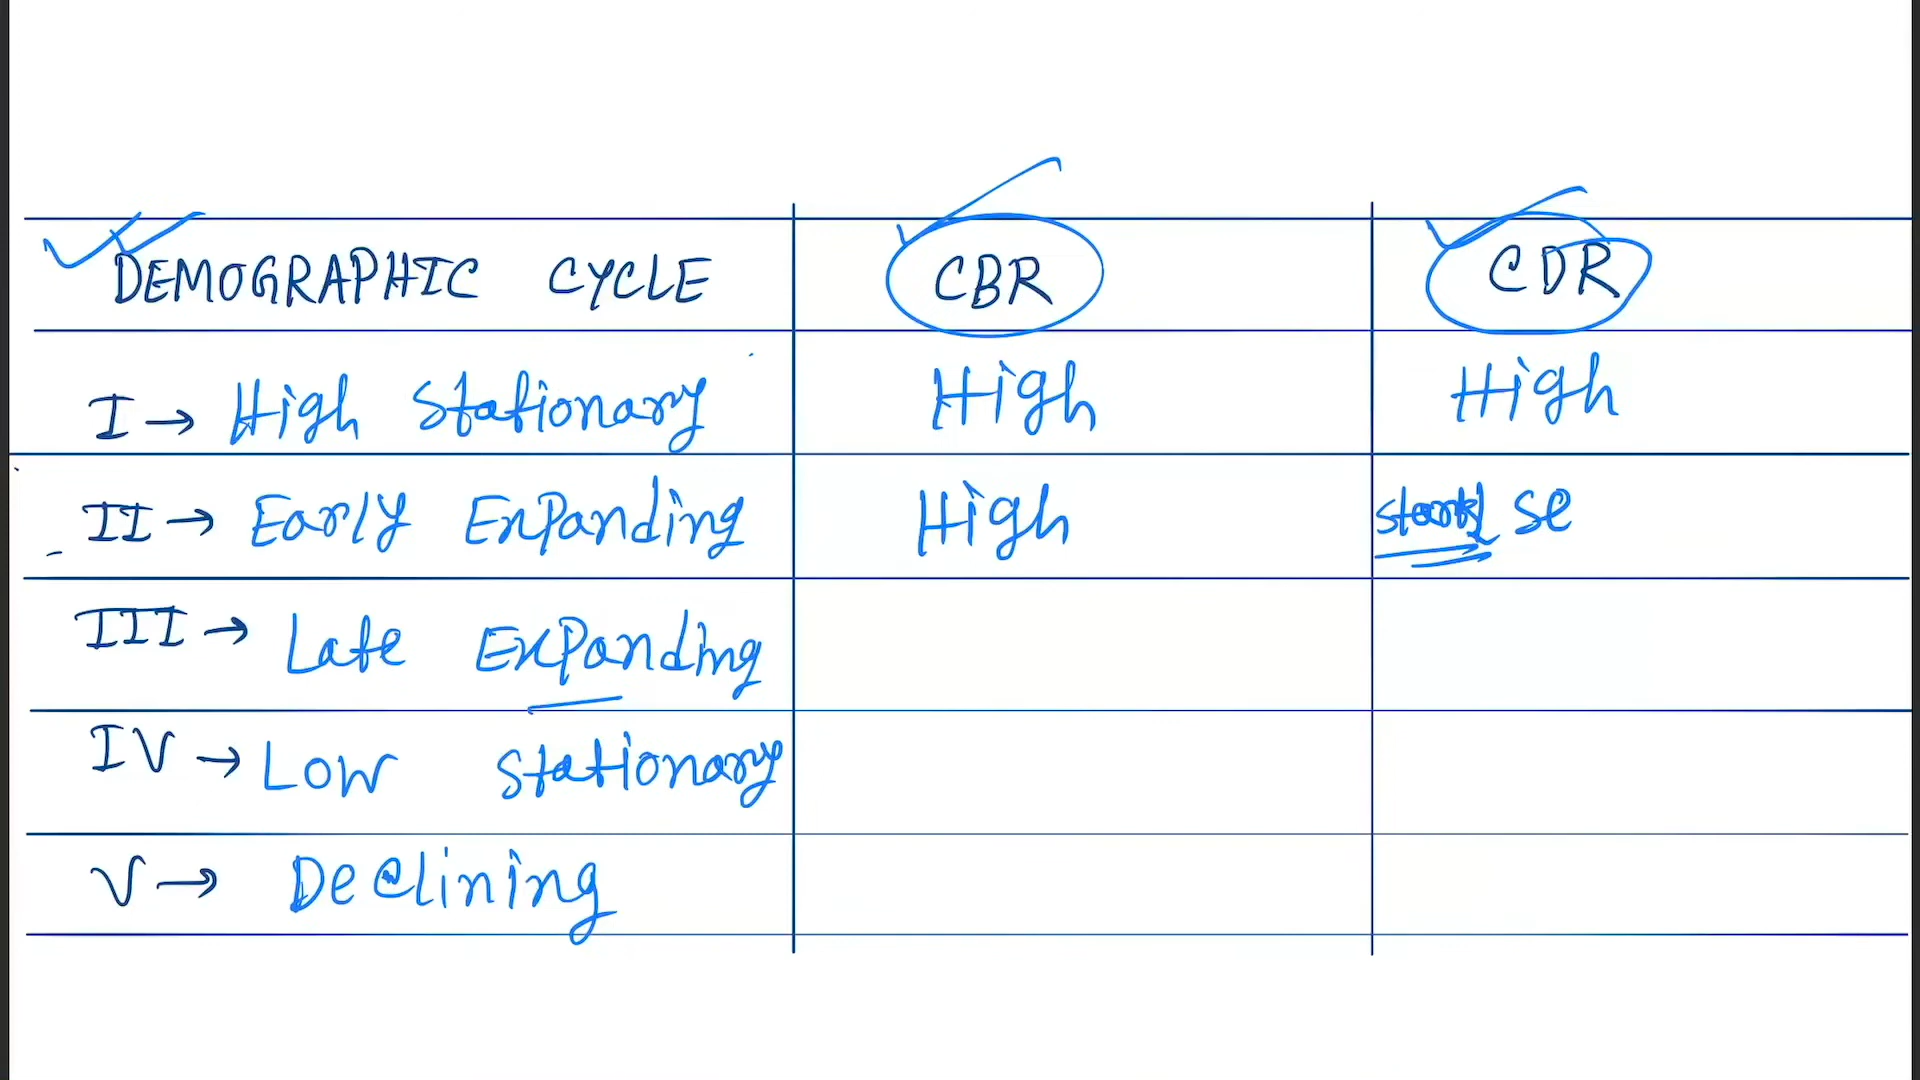 DEMOGRAPHIC CYCLE CBR CDR
I → High Stationary High High
II → Early Expanding High starts se
III → Late Expanding
IV → Low Stationary
V → Declining